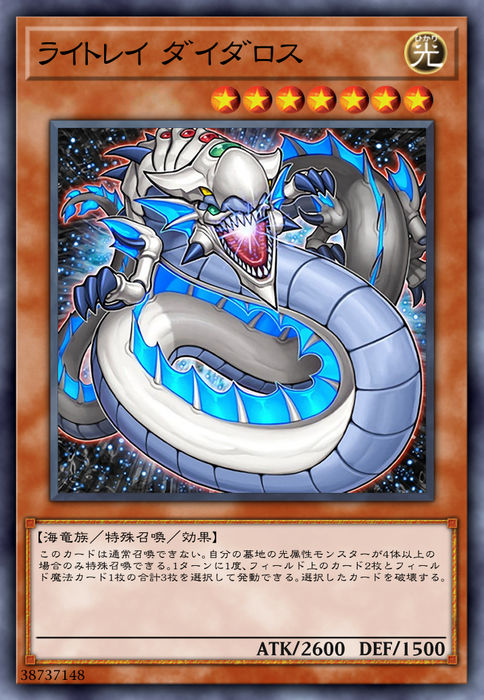 ライトレイ ダイダロス
ひかり
光
【海竜族／特殊召喚／効果】
このカードは通常召喚できない。自分の墓地の光属性モンスターが4体以上の
場合のみ特殊召喚できる。1ターンに1度、フィールド上のカード2枚とフィール
ド魔法カード1枚の合計3枚を選択して発動できる。選択したカードを破壊する。
ATK/2600 DEF/1500
38737148